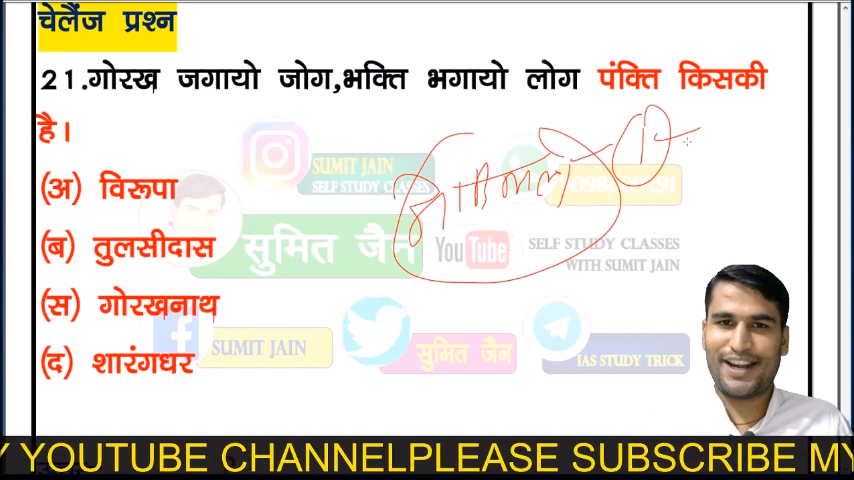 चेलेंज प्रश्न
21.गोरख जगायो जोग,भक्ति भगायो लोग पंक्ति किसकी
है।
(अ) विरूपा
(ब) तुलसीदास
(स) गोरखनाथ
(द) शारंगधर
SUMIT JAIN
SELF STUDY CLASSES
सुमित जैन
YouTube
SELF STUDY CLASSES
WITH SUMIT JAIN
SUMIT JAIN
सुमित जैन
IAS STUDY TRICK
Y YOUTUBE CHANNELPLEASE SUBSCRIBE MY